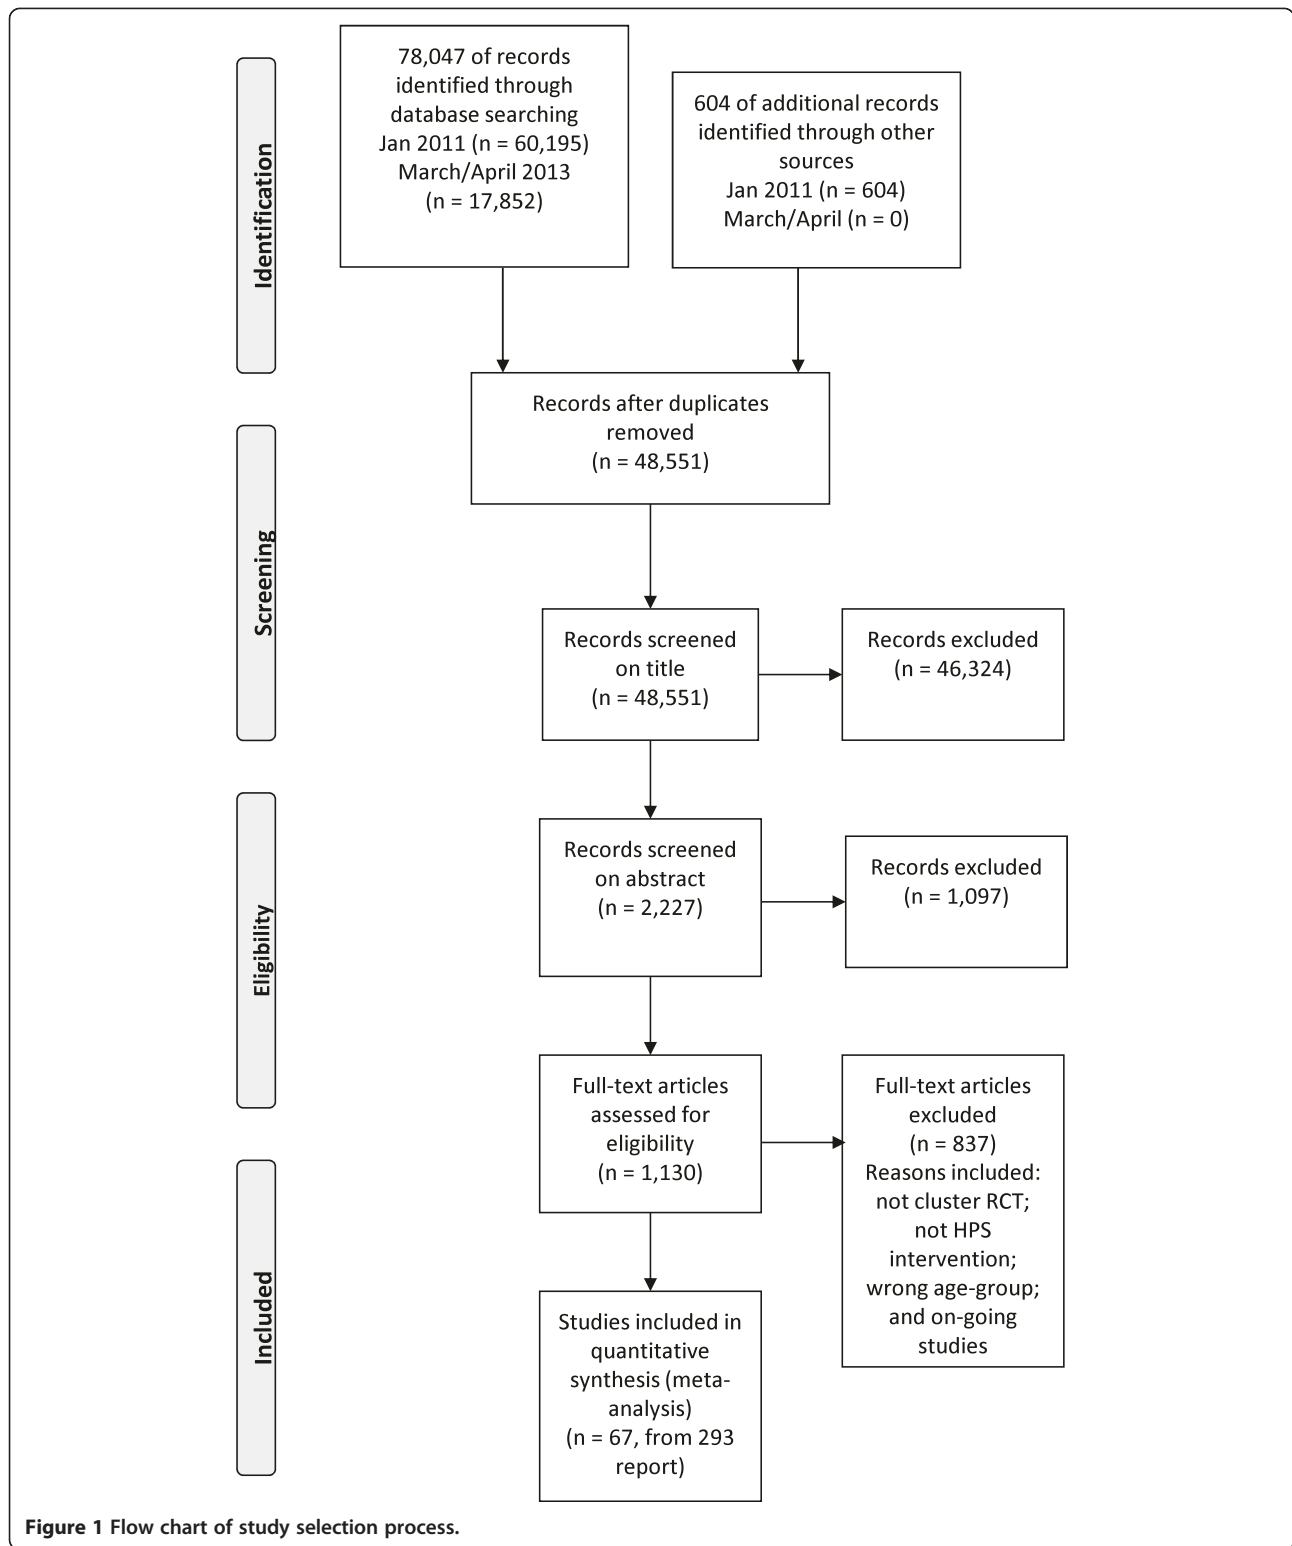 Identification
78,047 of records
identified through
database searching
Jan 2011 (n = 60,195)
March/April 2013
(n = 17,852)
604 of additional records
identified through other
sources
Jan 2011 (n = 604)
March/April (n = 0)
Records after duplicates
removed
(n = 48,551)
Screening
Records screened
on title
(n = 48,551)
Records excluded
(n = 46,324)
Eligibility
Records screened
on abstract
(n = 2,227)
Records excluded
(n = 1,097)
Full-text articles
assessed for
eligibility
(n = 1,130)
Full-text articles
excluded
(n = 837)
Reasons included:
not cluster RCT;
not HPS
intervention;
wrong age-group;
and on-going
studies
Included
Studies included in
quantitative
synthesis (meta-
analysis)
(n = 67, from 293
report)
Figure 1 Flow chart of study selection process.